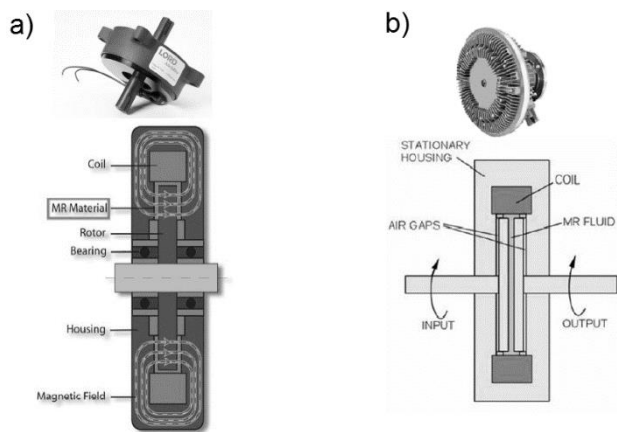 a)
LORD
Coil
MR Material
Rotor
Bearing
Housing
Magnetic Field
b)
STATIONARY
HOUSING
COIL
AIR GAPS
MR FLUID
INPUT
OUTPUT